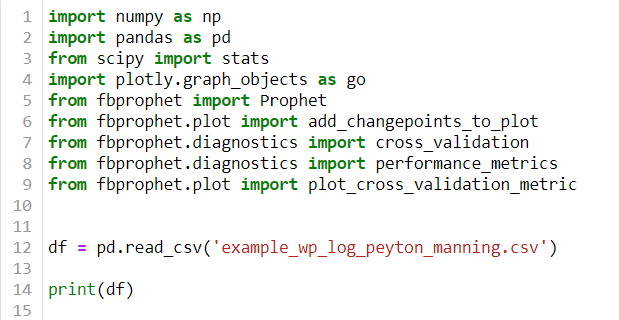 1 import numpy as np
2 import pandas as pd
3 from scipy import stats
4 import plotly.graph_objects as go
5 from fbprophet import Prophet
6 from fbprophet.plot import add_changepoints_to_plot
7 from fbprophet.diagnostics import cross_validation
8 from fbprophet.diagnostics import performance_metrics
9 from fbprophet.plot import plot_cross_validation_metric
10
11
12 df = pd.read_csv('example_wp_log_peyton_manning.csv')
13
14 print(df)
15